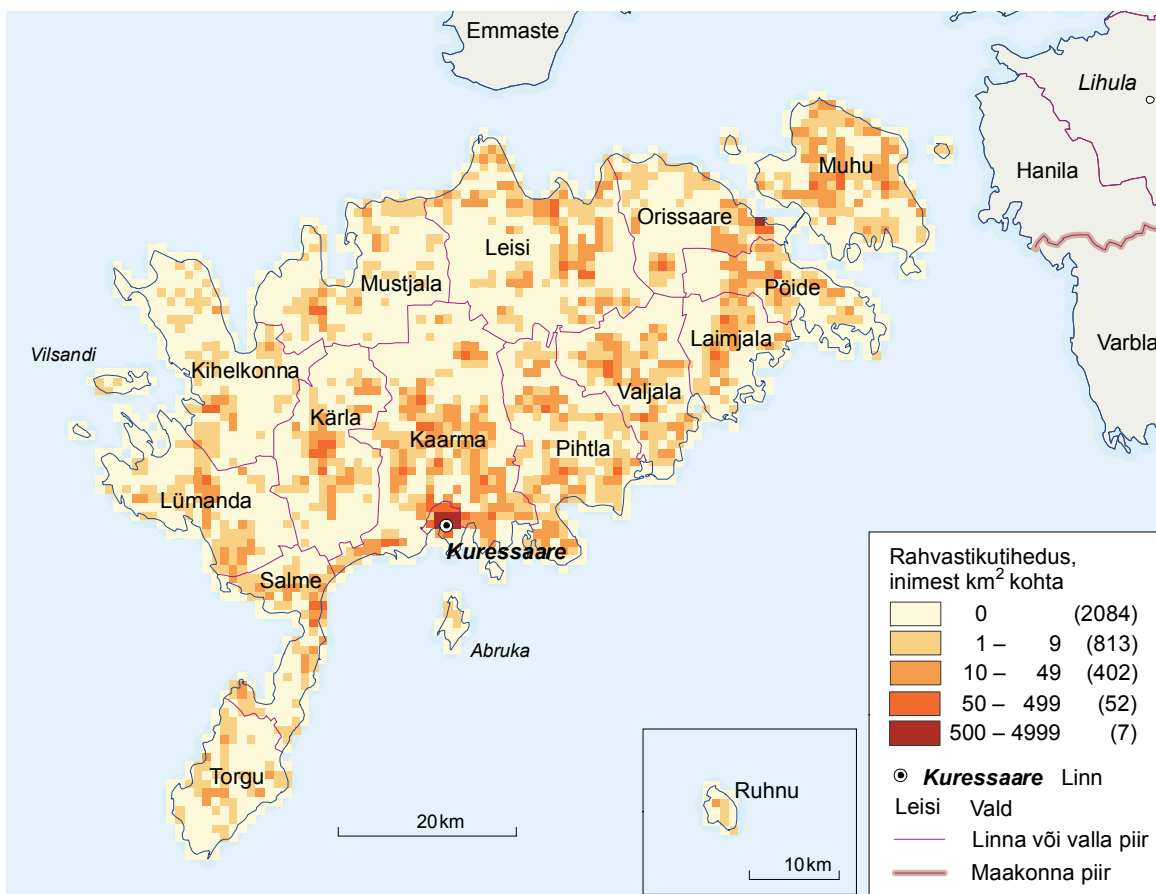 Emmaste
Lihula
Hanila
Muhu
Orissaare
Leisi
Mustjala
Pöide
Laimjala
Varbla
Vilsandi
Kihelkonna
Valjala
Kärla
Kaarma
Pihtla
Lümanda
Kuressaare
Salme
Abruka
Torgu
Ruhnu
20 km
10 km
Rahvastikutihedus,
inimest km² kohta
0 (2084)
1 – 9 (813)
10 – 49 (402)
50 – 499 (52)
500 – 4999 (7)
Kuressaare Linn
Leisi Vald
Linna või valla piir
Maakonna piir